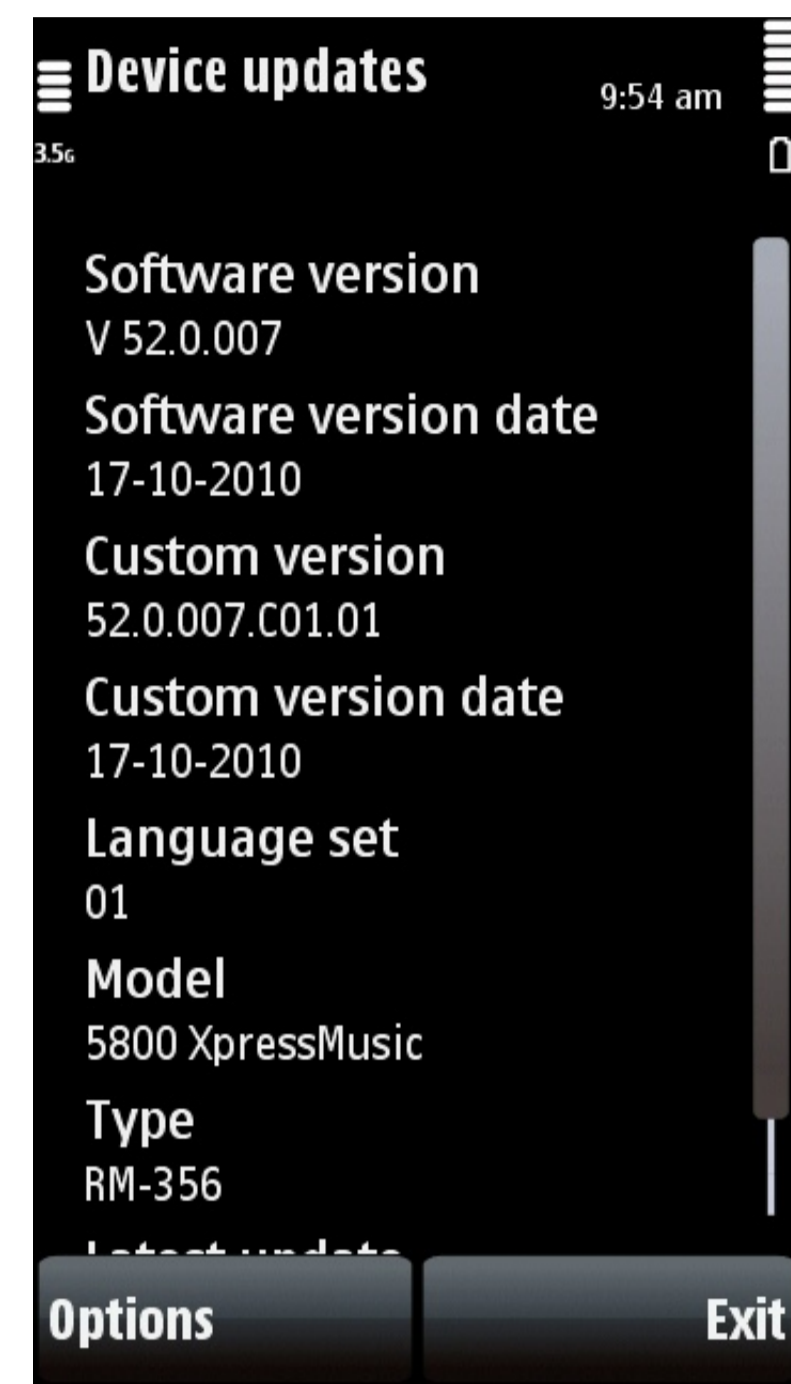 Device updates
9:54 am
3.5G
Software version
V 52.0.007
Software version date
17-10-2010
Custom version
52.0.007.C01.01
Custom version date
17-10-2010
Language set
01
Model
5800 XpressMusic
Type
RM-356
Latest update
Options
Exit